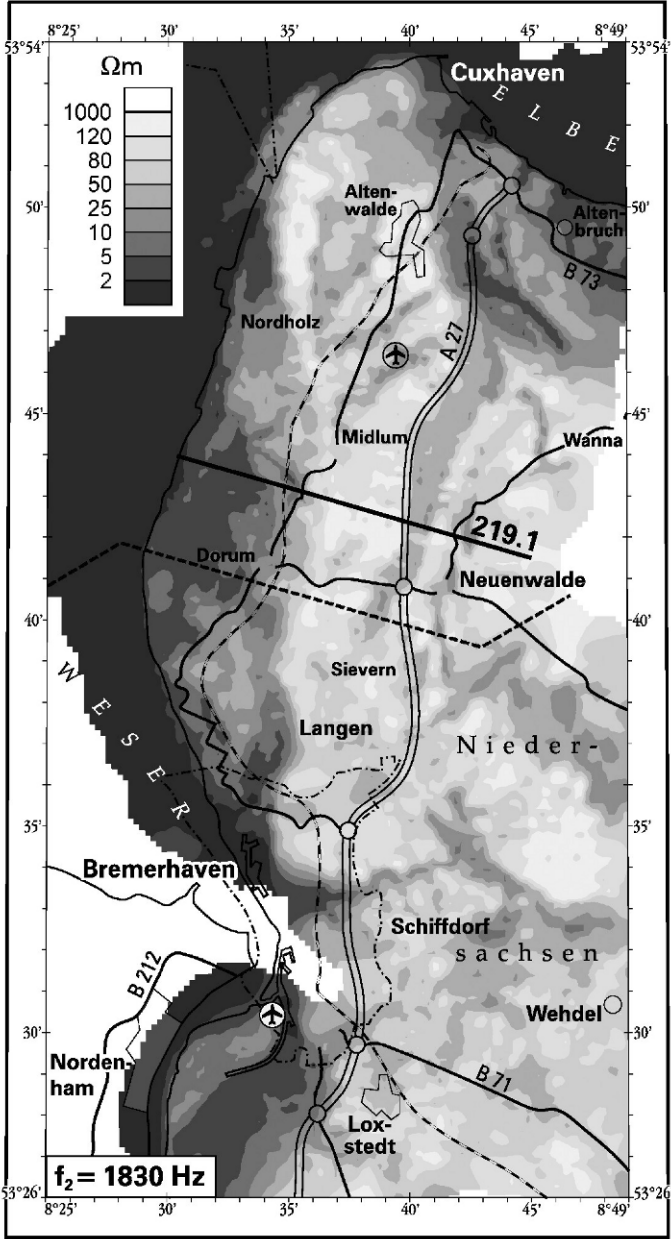 8°25' 30' 35' 40' 45' 8°49'
53°54' 53°54'
Ωm
1000
120
80
50
25
10
5
2
Cuxhaven
ELBE
Alten-
walde
50' 50'
Alten-
bruch
B 73
Nordholz
A 27
45' 45'
Midlum
Wanna
219.1
Dorum
Neuenwalde
40' 40'
Sievern
WESER
Langen
Nieder-
35' 35'
Bremerhaven
Schiffdorf
sachsen
B 212
Wehdel
30' 30'
Norden-
ham
B 71
Lox-
stedt
f₂ = 1830 Hz
53°26' 53°26'
8°25' 30' 35' 40' 45' 8°49'